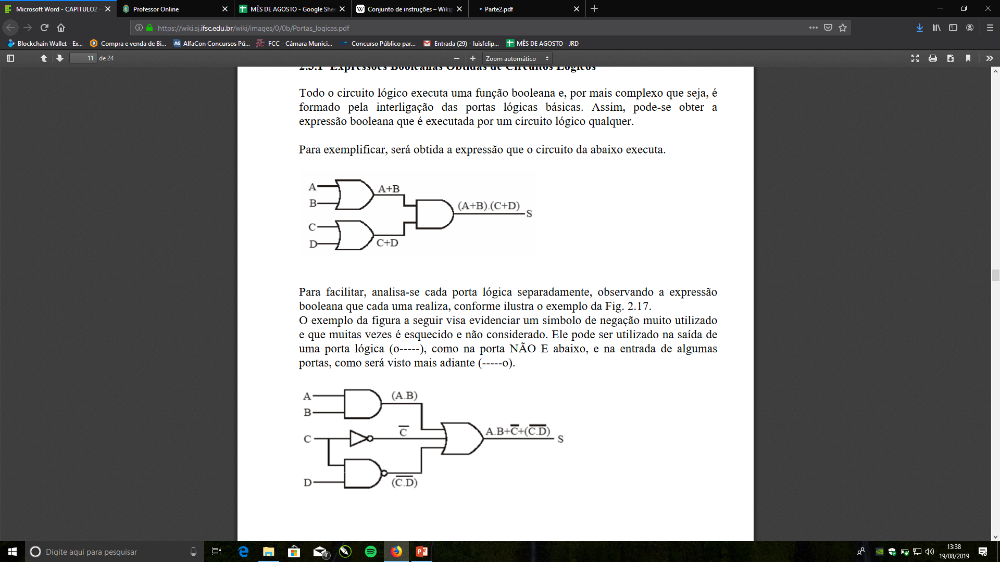 Microsoft Word - CAPITULO2 -
Professor Online
MÊS DE AGOSTO - Google Shee
Conjunto de instruções – Wikip
Parte2.pdf
https://wiki.sj.ifsc.edu.br/wiki/images/0/0b/Portas_logicas.pdf
Blockchain Wallet - Ex...
Compra e venda de Bi...
AlfaCon Concursos Pú...
FCC - Câmara Munici...
Concurso Público par...
Entrada (29) - luisfelip...
MÊS DE AGOSTO - JRD
11 de 24
Zoom automático
2.3.1 Expressões Booleanas Obtidas de Circuitos Lógicos
Todo o circuito lógico executa uma função booleana e, por mais complexo que seja, é
formado pela interligação das portas lógicas básicas. Assim, pode-se obter a
expressão booleana que é executada por um circuito lógico qualquer.
Para exemplificar, será obtida a expressão que o circuito da abaixo executa.
A
B
A+B
C
D
C+D
(A+B).(C+D)
S
Para facilitar, analisa-se cada porta lógica separadamente, observando a expressão
booleana que cada uma realiza, conforme ilustra o exemplo da Fig. 2.17.
O exemplo da figura a seguir visa evidenciar um símbolo de negação muito utilizado
e que muitas vezes é esquecido e não considerado. Ele pode ser utilizado na saída de
uma porta lógica (o-----), como na porta NÃO E abaixo, e na entrada de algumas
portas, como será visto mais adiante (-----o).
A
B
(A.B)
C
C̅
D
(C̅.̅D̅)
A.B+C̅+(C̅.̅D̅)
S
Digite aqui para pesquisar
7
13:38
19/08/2019